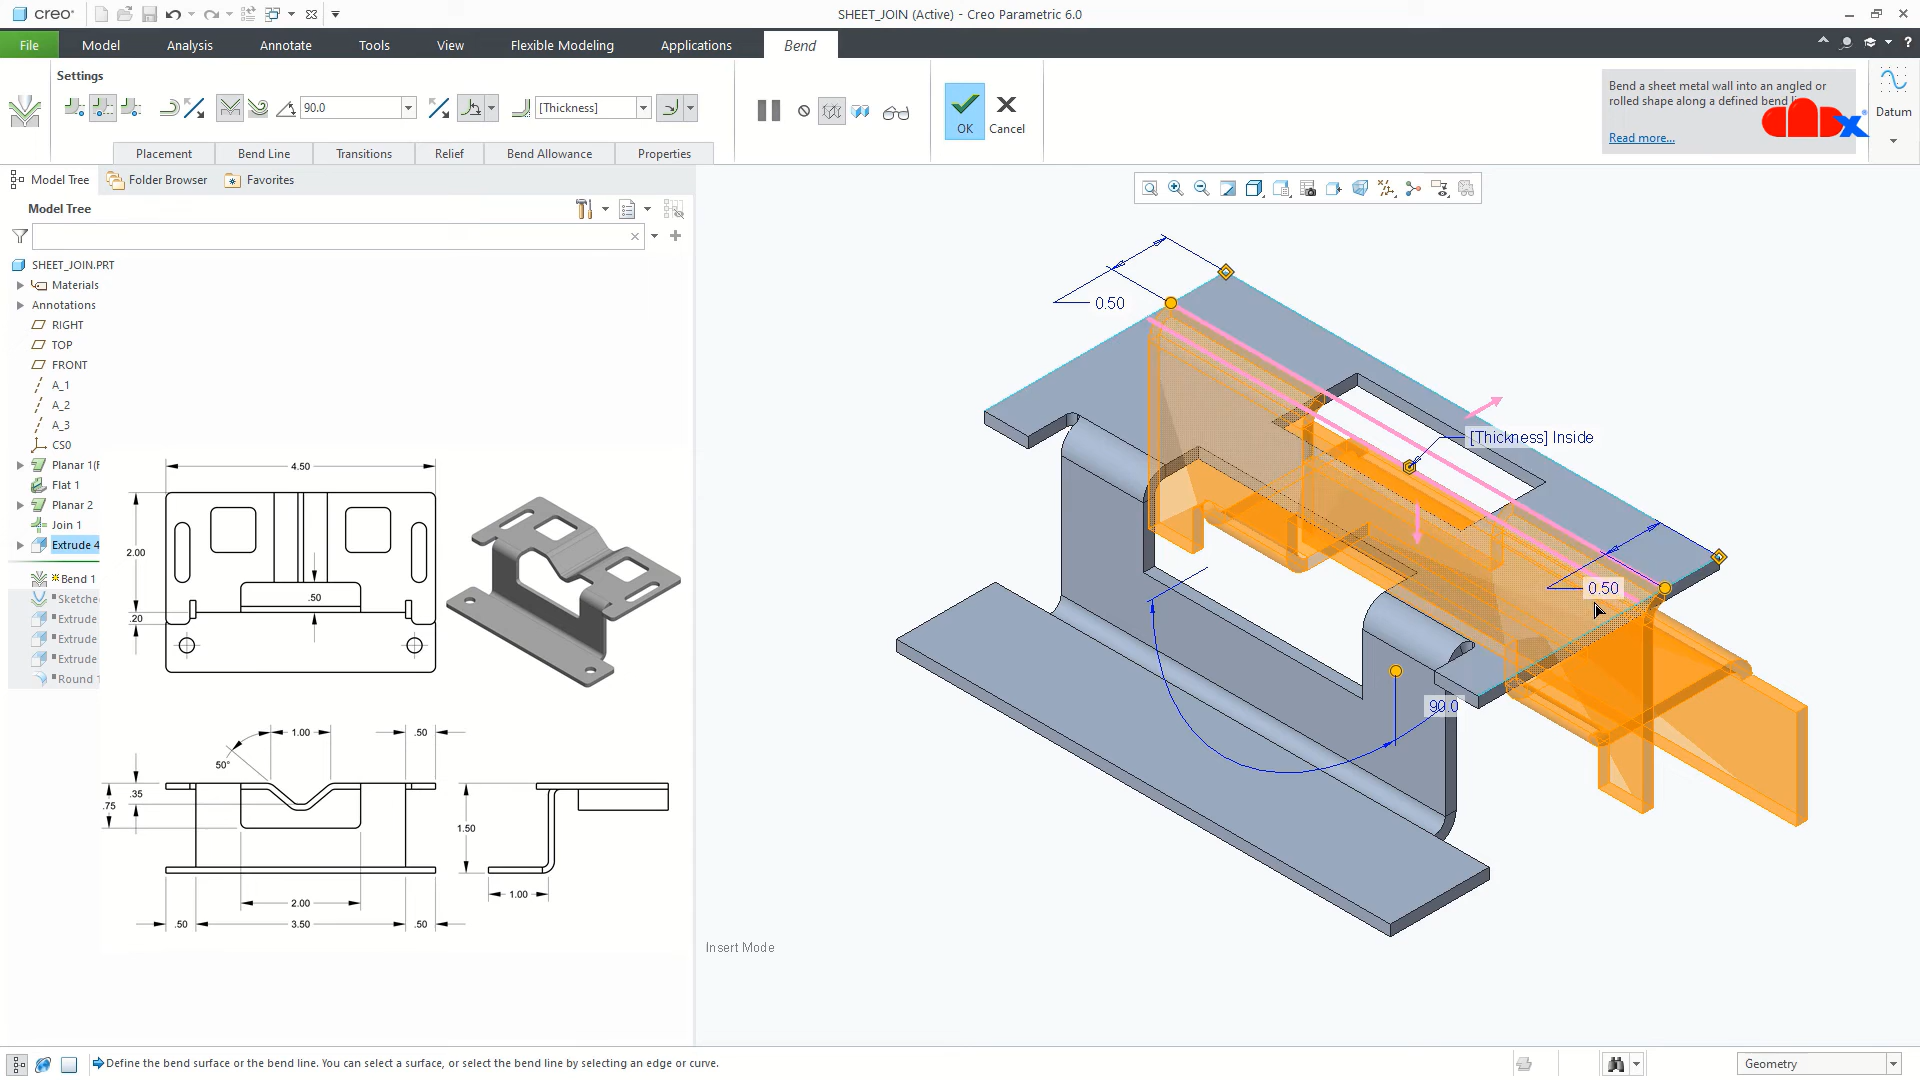 creo
SHEET_JOIN (Active) - Creo Parametric 6.0
File
Model
Analysis
Annotate
Tools
View
Flexible Modeling
Applications
Bend
Settings
90.0
[Thickness]
OK
Cancel
Bend a sheet metal wall into an angled or
rolled shape along a defined bend
Read more...
Datum
Placement
Bend Line
Transitions
Relief
Bend Allowance
Properties
Model Tree
Folder Browser
Favorites
Model Tree
SHEET_JOIN.PRT
Materials
Annotations
RIGHT
TOP
FRONT
A_1
A_2
A_3
CS0
Planar 1(F
Flat 1
Planar 2
Join 1
Extrude 4
Bend 1
Sketche
Extrude
Extrude
Extrude
Round 1
4.50
2.00
.50
.20
1.00
.50
50°
.35
.75
1.50
1.00
2.00
.50
3.50
.50
0.50
[Thickness] Inside
0.50
90.0
Insert Mode
Define the bend surface or the bend line. You can select a surface, or select the bend line by selecting an edge or curve.
Geometry